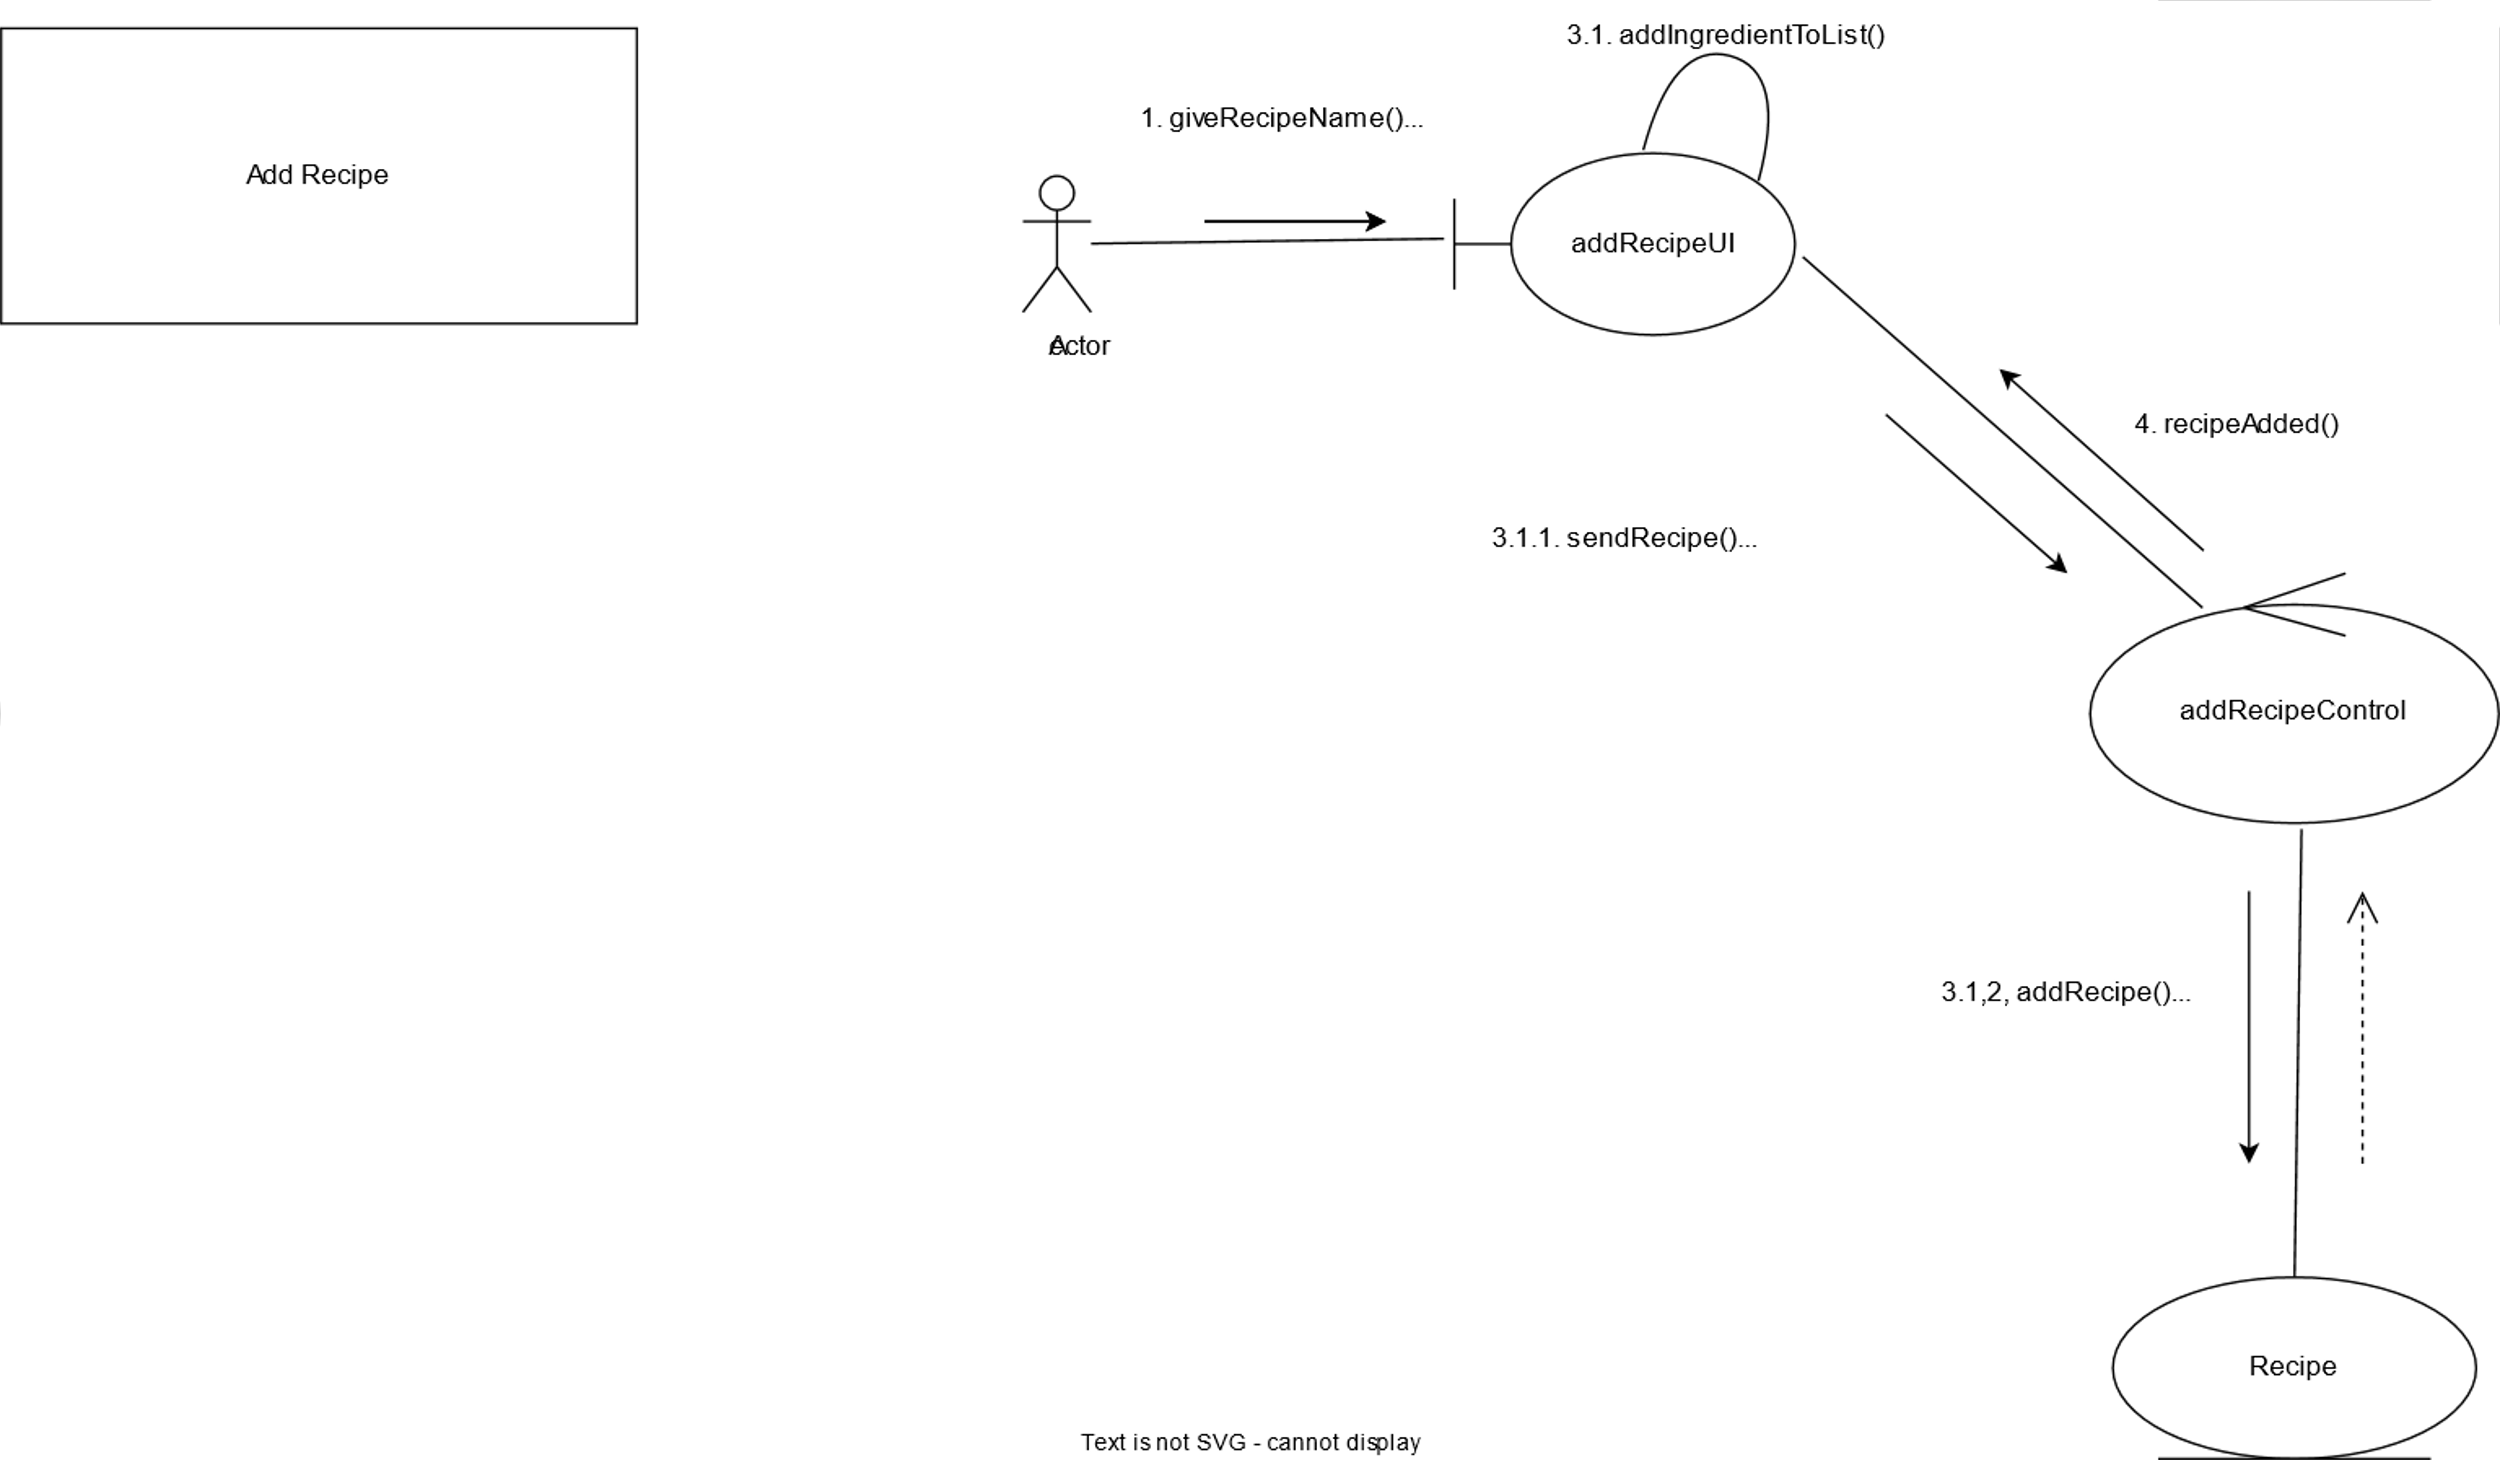 3.1. addIngredientToList()
1. giveRecipeName()...
Add Recipe
addRecipeUI
Actor
4. recipeAdded()
3.1.1. sendRecipe()...
addRecipeControl
3.1,2, addRecipe()...
Recipe
Text is not SVG - cannot display